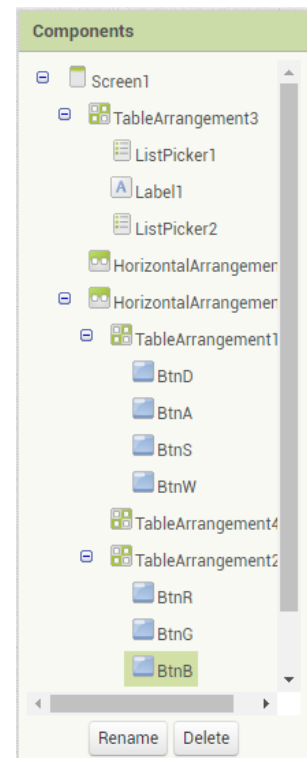 Components
Screen1
TableArrangement3
ListPicker1
A Label1
ListPicker2
HorizontalArrangemen
HorizontalArrangemen
TableArrangement1
BtnD
BtnA
BtnS
BtnW
TableArrangement4
TableArrangement2
BtnR
BtnG
BtnB
Rename Delete